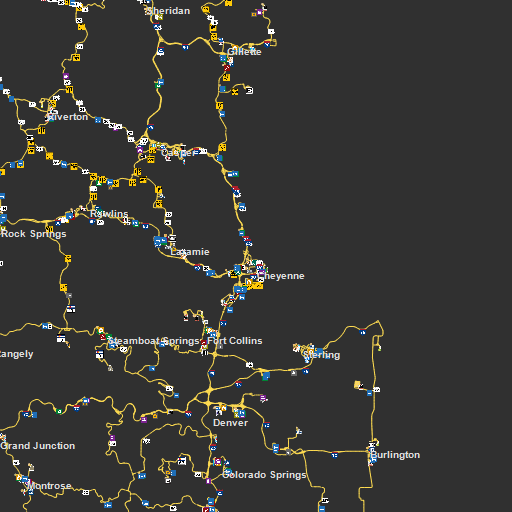 Sheridan
Gillette
Riverton
Casper
Rawlins
Rock Springs
Laramie
Cheyenne
Steamboat Springs
Fort Collins
Rangely
Sterling
Denver
Grand Junction
Burlington
Colorado Springs
Montrose